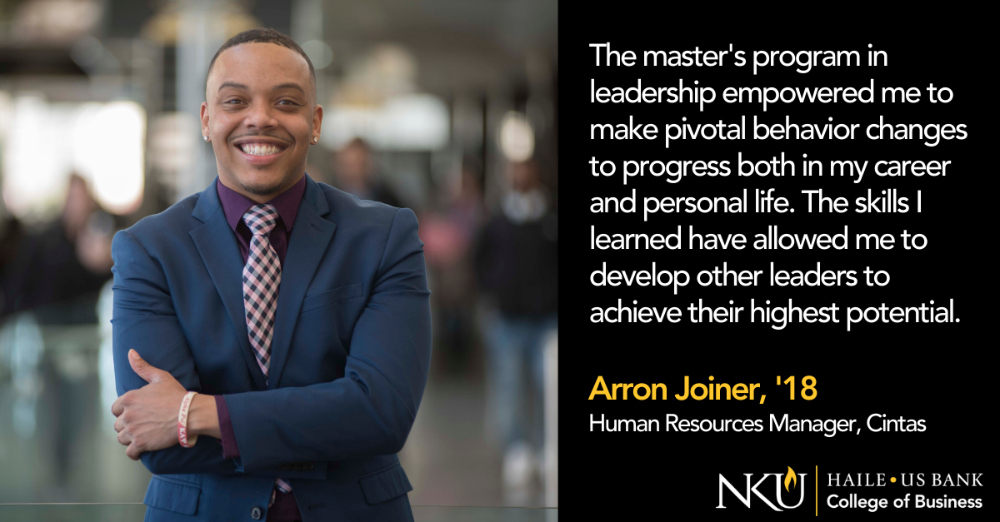 The master's program in
leadership empowered me to
make pivotal behavior changes
to progress both in my career
and personal life. The skills I
learned have allowed me to
develop other leaders to
achieve their highest potential.
Arron Joiner, '18
Human Resources Manager, Cintas
NKU
HAILE • US BANK
College of Business